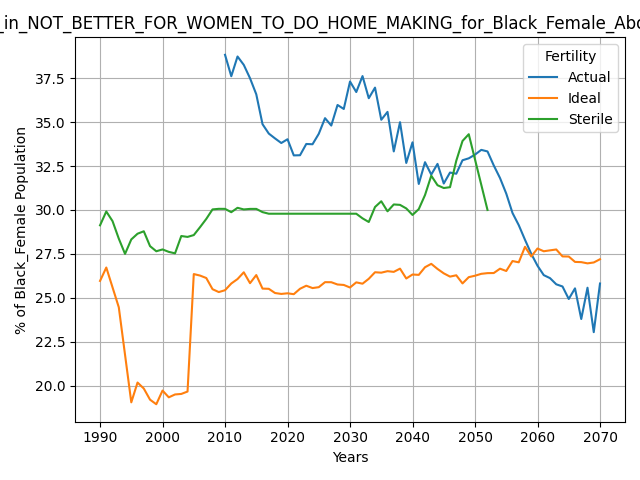 _in_NOT_BETTER_FOR_WOMEN_TO_DO_HOME_MAKING_for_Black_Female_Abo
Fertility
Actual
Ideal
Sterile
% of Black_Female Population
37.5
35.0
32.5
30.0
27.5
25.0
22.5
20.0
1990 2000 2010 2020 2030 2040 2050 2060 2070
Years